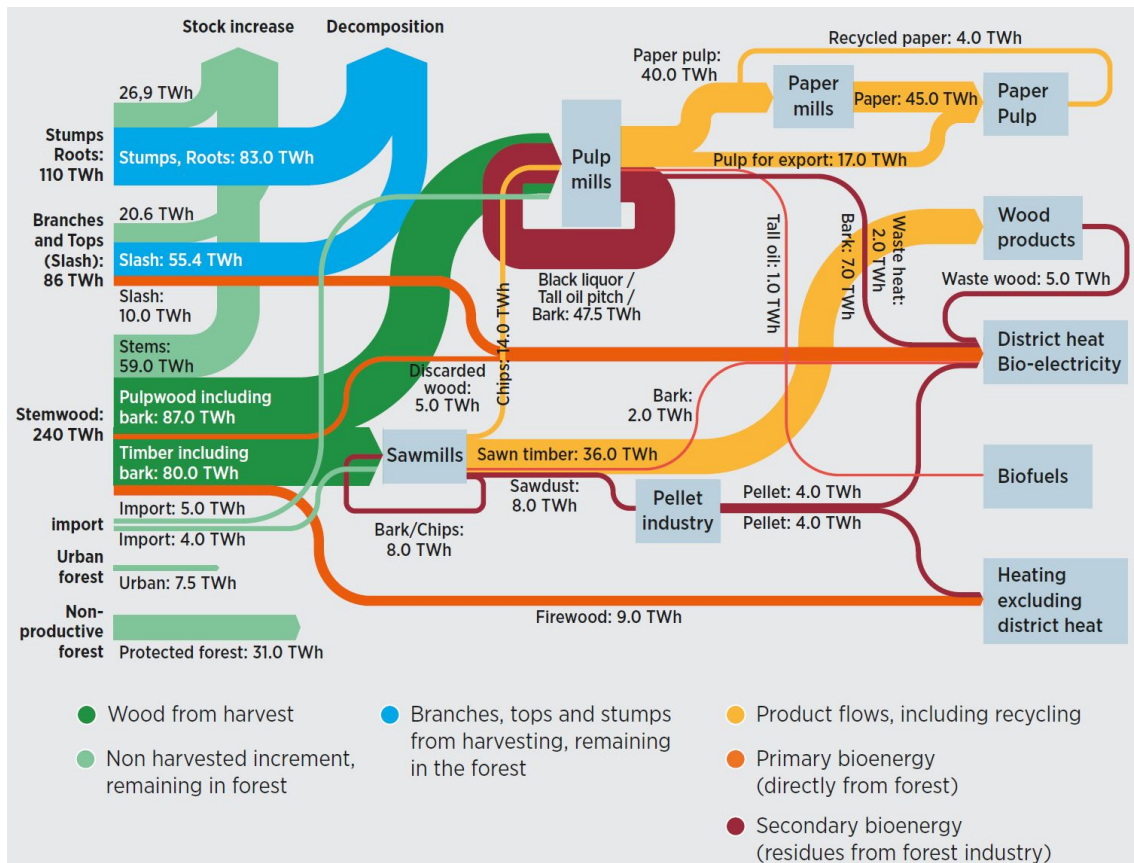 Stock increase
Decomposition
26,9 TWh
Stumps
Roots:
110 TWh
Stumps, Roots: 83.0 TWh
20.6 TWh
Branches
and Tops
(Slash):
86 TWh
Slash: 55.4 TWh
Slash:
10.0 TWh
Stems:
59.0 TWh
Stemwood:
240 TWh
Pulpwood including
bark: 87.0 TWh
Timber including
bark: 80.0 TWh
import
Import: 5.0 TWh
Import: 4.0 TWh
Urban
forest
Urban: 7.5 TWh
Non-
productive
forest
Protected forest: 31.0 TWh
Recycled paper: 4.0 TWh
Paper pulp:
40.0 TWh
Paper
mills
Paper: 45.0 TWh
Paper
Pulp
Pulp
mills
Pulp for export: 17.0 TWh
Black liquor /
Tall oil pitch /
Bark: 47.5 TWh
Tall oil: 1.0 TWh
Bark: 7.0 TWh
Waste heat:
2.0 TWh
Wood
products
Waste wood: 5.0 TWh
District heat
Bio-electricity
Discarded
wood:
5.0 TWh
Chips: 14.0 TWh
Bark:
2.0 TWh
Sawmills
Sawn timber: 36.0 TWh
Sawdust:
8.0 TWh
Bark/Chips:
8.0 TWh
Pellet
industry
Pellet: 4.0 TWh
Pellet: 4.0 TWh
Biofuels
Firewood: 9.0 TWh
Heating
excluding
district heat
Wood from harvest
Non harvested increment,
remaining in forest
Branches, tops and stumps
from harvesting, remaining
in the forest
Product flows, including recycling
Primary bioenergy
(directly from forest)
Secondary bioenergy
(residues from forest industry)